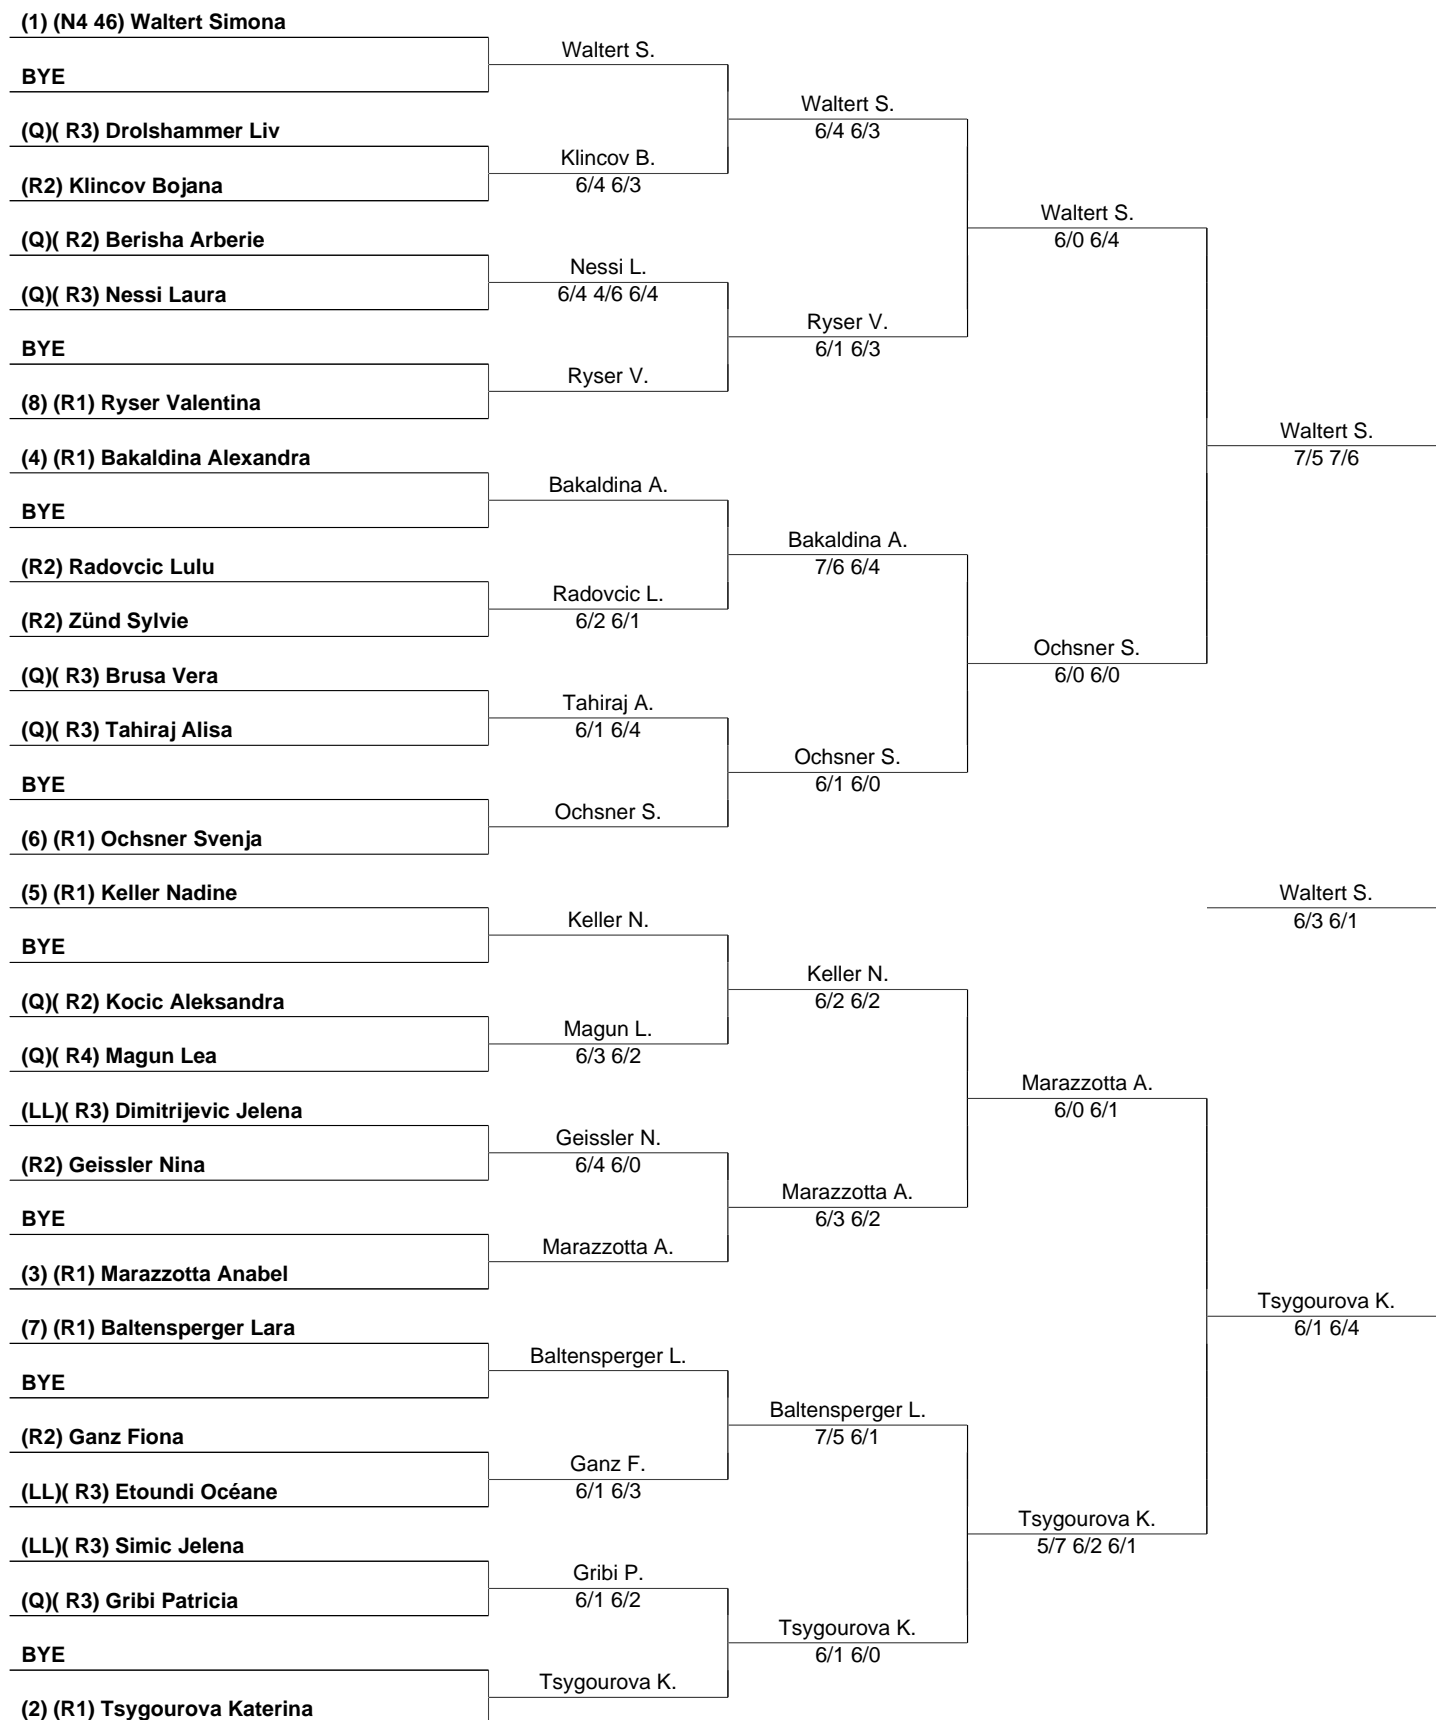 (1) (N4 46) Waltert Simona
BYE
(Q)( R3) Drolshammer Liv
(R2) Klincov Bojana
(Q)( R2) Berisha Arberie
(Q)( R3) Nessi Laura
BYE
(8) (R1) Ryser Valentina
(4) (R1) Bakaldina Alexandra
BYE
(R2) Radovcic Lulu
(R2) Zünd Sylvie
(Q)( R3) Brusa Vera
(Q)( R3) Tahiraj Alisa
BYE
(6) (R1) Ochsner Svenja
(5) (R1) Keller Nadine
BYE
(Q)( R2) Kocic Aleksandra
(Q)( R4) Magun Lea
(LL)( R3) Dimitrijevic Jelena
(R2) Geissler Nina
BYE
(3) (R1) Marazzotta Anabel
(7) (R1) Baltensperger Lara
BYE
(R2) Ganz Fiona
(LL)( R3) Etoundi Océane
(LL)( R3) Simic Jelena
(Q)( R3) Gribi Patricia
BYE
(2) (R1) Tsygourova Katerina
Waltert S.
Klincov B.
6/4 6/3
Nessi L.
6/4 4/6 6/4
Ryser V.
Bakaldina A.
Radovcic L.
6/2 6/1
Tahiraj A.
6/1 6/4
Ochsner S.
Keller N.
Magun L.
6/3 6/2
Geissler N.
6/4 6/0
Marazzotta A.
Baltensperger L.
Ganz F.
6/1 6/3
Gribi P.
6/1 6/2
Tsygourova K.
Waltert S.
6/4 6/3
Ryser V.
6/1 6/3
Bakaldina A.
7/6 6/4
Ochsner S.
6/1 6/0
Keller N.
6/2 6/2
Marazzotta A.
6/3 6/2
Baltensperger L.
7/5 6/1
Tsygourova K.
6/1 6/0
Waltert S.
6/0 6/4
Ochsner S.
6/0 6/0
Marazzotta A.
6/0 6/1
Tsygourova K.
5/7 6/2 6/1
Waltert S.
7/5 7/6
Waltert S.
6/3 6/1
Tsygourova K.
6/1 6/4